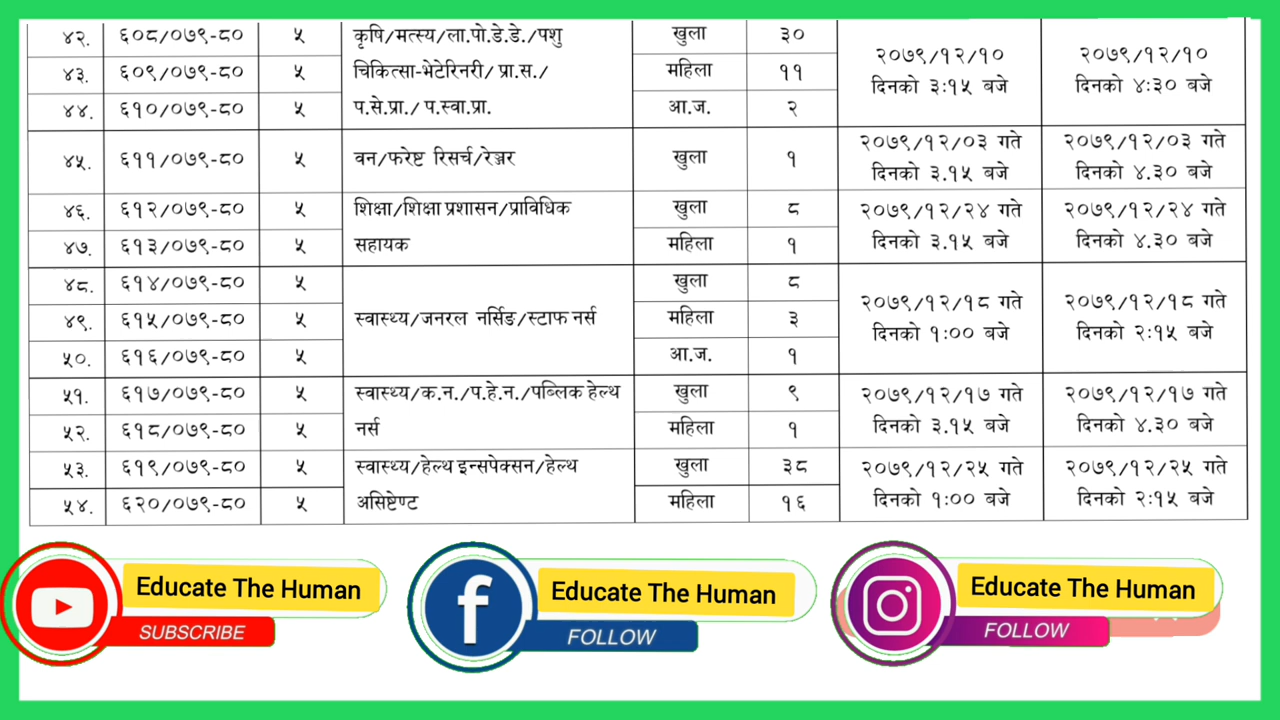 ४२. ६०८/०७९-८० ५ कृषि/मत्स्य/ला.पो.डे.डे./पशु खुला ३० २०७९/१२/१० २०७९/१२/१०
४३. ६०९/०७९-८० ५ चिकित्सा-भेटेरिनरी/ प्रा.स./ महिला ११ दिनको ३:१५ बजे दिनको ४:३० बजे
४४. ६१०/०७९-८० ५ प.से.प्रा./ प.स्वा.प्रा. आ.ज. २
४५. ६११/०७९-८० ५ वन/फरेष्ट रिसर्च/रेञ्जर खुला १ २०७९/१२/०३ गते २०७९/१२/०३ गते
दिनको ३.१५ बजे दिनको ४.३० बजे
४६. ६१२/०७९-८० ५ शिक्षा/शिक्षा प्रशासन/प्राविधिक खुला ८ २०७९/१२/२४ गते २०७९/१२/२४ गते
४७. ६१३/०७९-८० ५ सहायक महिला १ दिनको ३.१५ बजे दिनको ४.३० बजे
४८. ६१४/०७९-८० ५ खुला ८
४९. ६१५/०७९-८० ५ स्वास्थ्य/जनरल नर्सिङ/स्टाफ नर्स महिला ३ २०७९/१२/१८ गते २०७९/१२/१८ गते
दिनको १:०० बजे दिनको २:१५ बजे
५०. ६१६/०७९-८० ५ आ.ज. १
५१. ६१७/०७९-८० ५ स्वास्थ्य/क.न./प.हे.न./पब्लिक हेल्थ खुला ९ २०७९/१२/१७ गते २०७९/१२/१७ गते
५२. ६१८/०७९-८० ५ नर्स महिला १ दिनको ३.१५ बजे दिनको ४.३० बजे
५३. ६१९/०७९-८० ५ स्वास्थ्य/हेल्थ इन्सपेक्सन/हेल्थ खुला ३८ २०७९/१२/२५ गते २०७९/१२/२५ गते
५४. ६२०/०७९-८० ५ असिष्टेण्ट महिला १६ दिनको १:०० बजे दिनको २:१५ बजे
Educate The Human Educate The Human Educate The Human
SUBSCRIBE FOLLOW FOLLOW